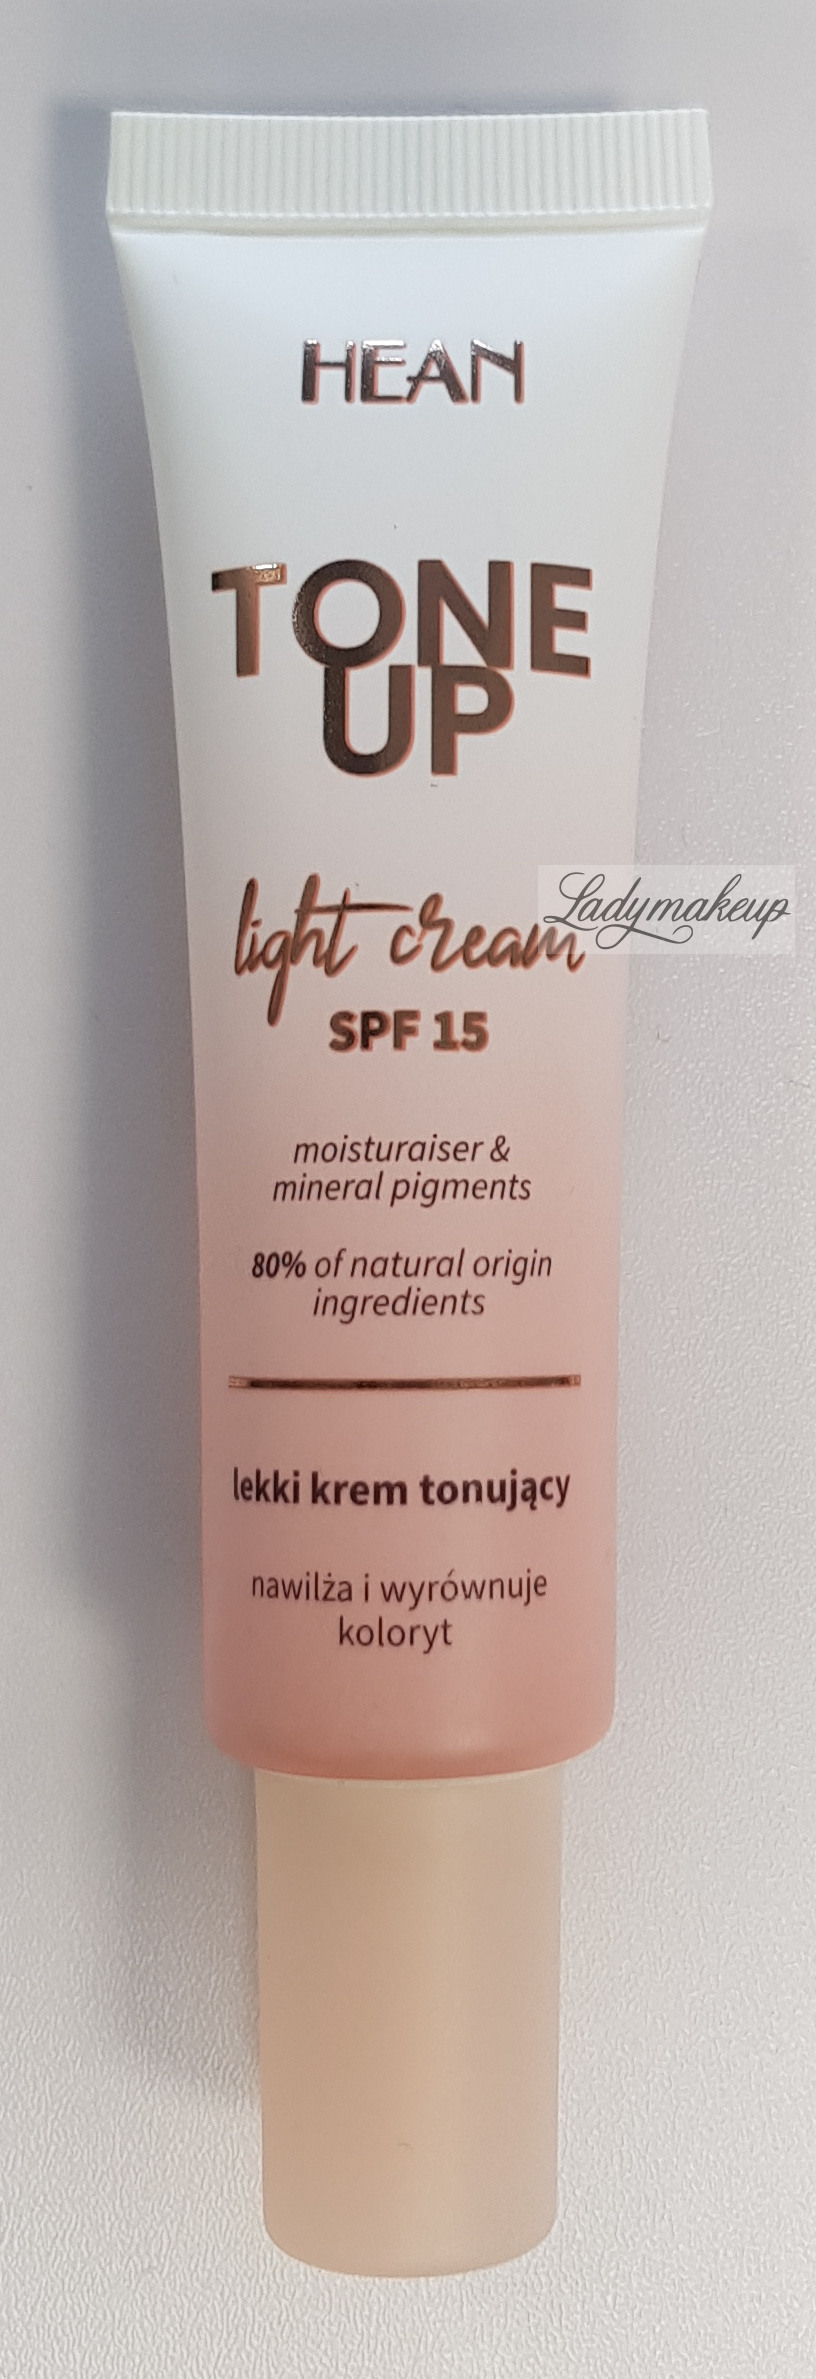 HEAN
TONE
UP
light cream
Ladymakeup
SPF 15
moisturaiser &
mineral pigments
80% of natural origin
ingredients
lekki krem tonujący
nawilża i wyrównuje
koloryt